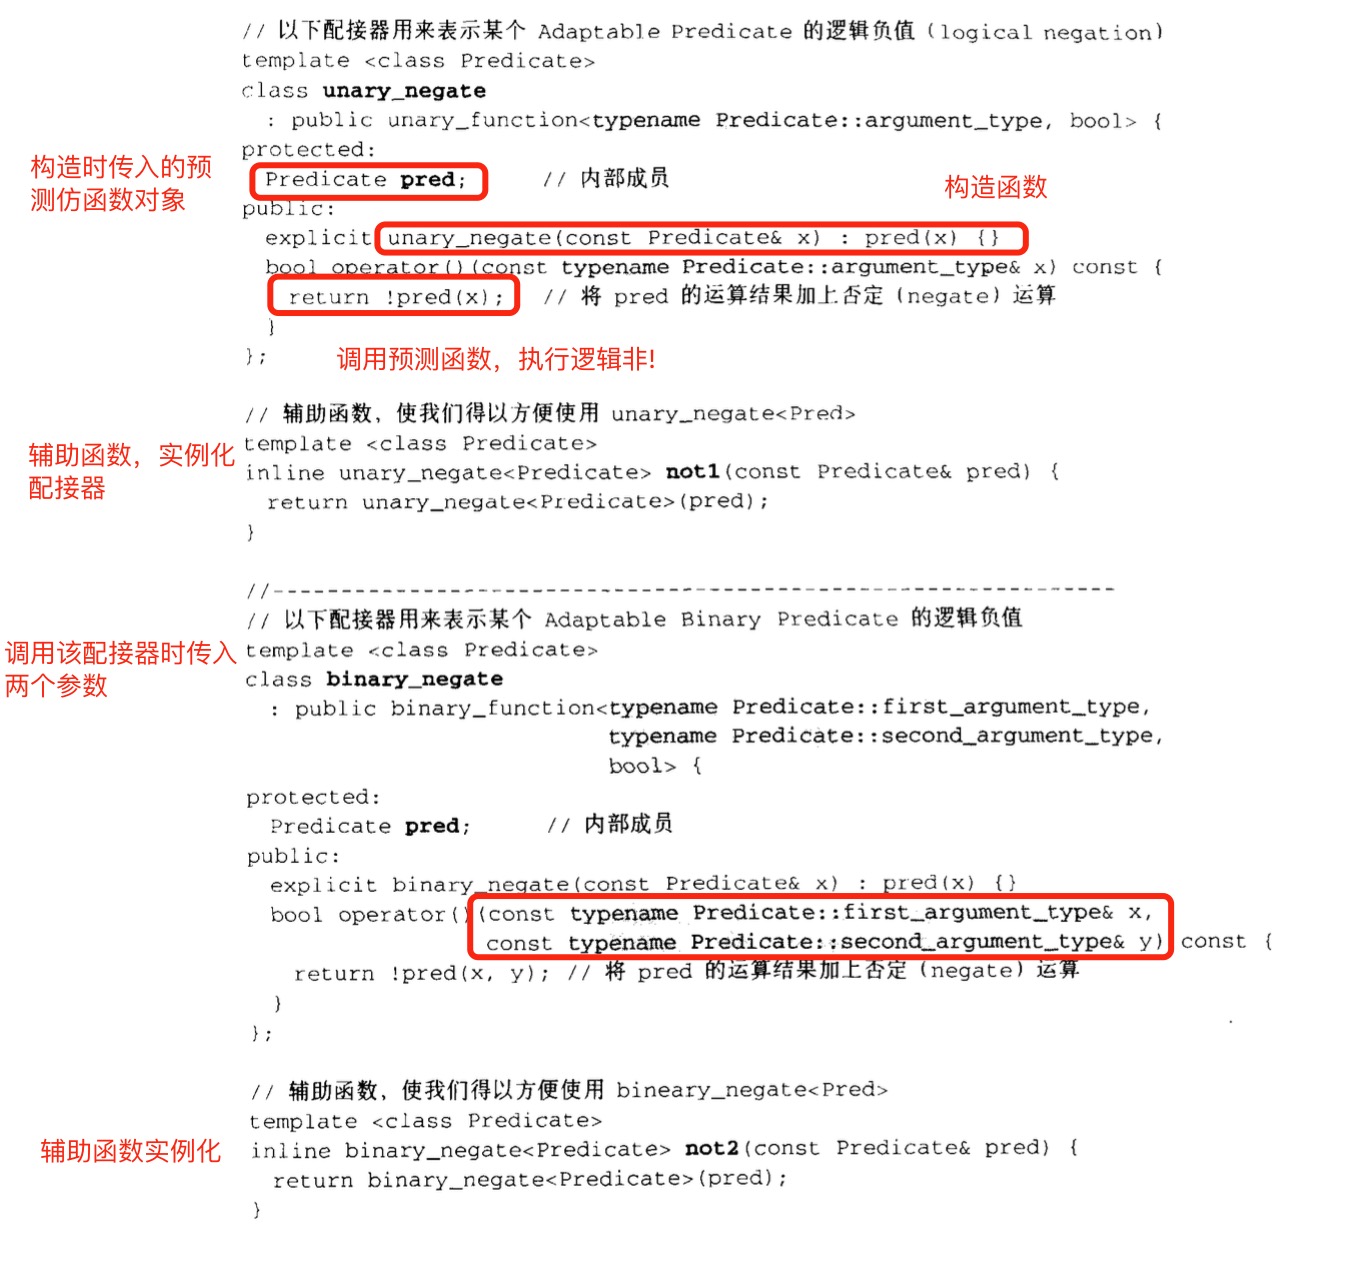 // 以下配接器用来表示某个 Adaptable Predicate 的逻辑负值 (logical negation)
template <class Predicate>
class unary_negate
: public unary_function<typename Predicate::argument_type, bool> {
protected:
构造时传入的预
测仿函数对象
Predicate pred; // 内部成员
构造函数
public:
explicit unary_negate(const Predicate& x) : pred(x) {}
bool operator()(const typename Predicate::argument_type& x) const {
return !pred(x); // 将 pred 的运算结果加上否定 (negate) 运算
}
};
调用预测函数，执行逻辑非!
// 辅助函数，使我们得以方便使用 unary_negate<Pred>
辅助函数，实例化
配接器
template <class Predicate>
inline unary_negate<Predicate> not1(const Predicate& pred) {
return unary_negate<Predicate>(pred);
}
//---------------------------------------------------------------
// 以下配接器用来表示某个 Adaptable Binary Predicate 的逻辑负值
调用该配接器时传入
两个参数
template <class Predicate>
class binary_negate
: public binary_function<typename Predicate::first_argument_type,
typename Predicate::second_argument_type,
bool> {
protected:
Predicate pred; // 内部成员
public:
explicit binary_negate(const Predicate& x) : pred(x) {}
bool operator()(const typename Predicate::first_argument_type& x,
const typename Predicate::second_argument_type& y) const {
return !pred(x, y); // 将 pred 的运算结果加上否定 (negate) 运算
}
};
// 辅助函数，使我们得以方便使用 bineary_negate<Pred>
template <class Predicate>
辅助函数实例化
inline binary_negate<Predicate> not2(const Predicate& pred) {
return binary_negate<Predicate>(pred);
}